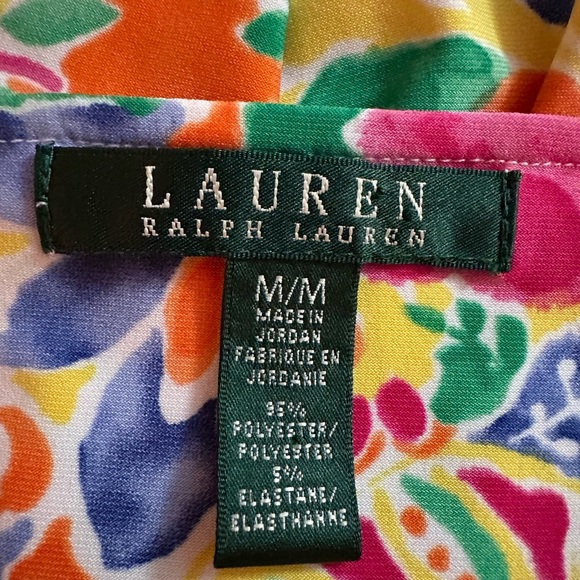 LAUREN
RALPH LAUREN
M/M
MADE IN
JORDAN
FABRIQUE EN
JORDANIE
95%
POLYESTER/
POLYESTER
5%
ELASTANE/
ELASTHANNE